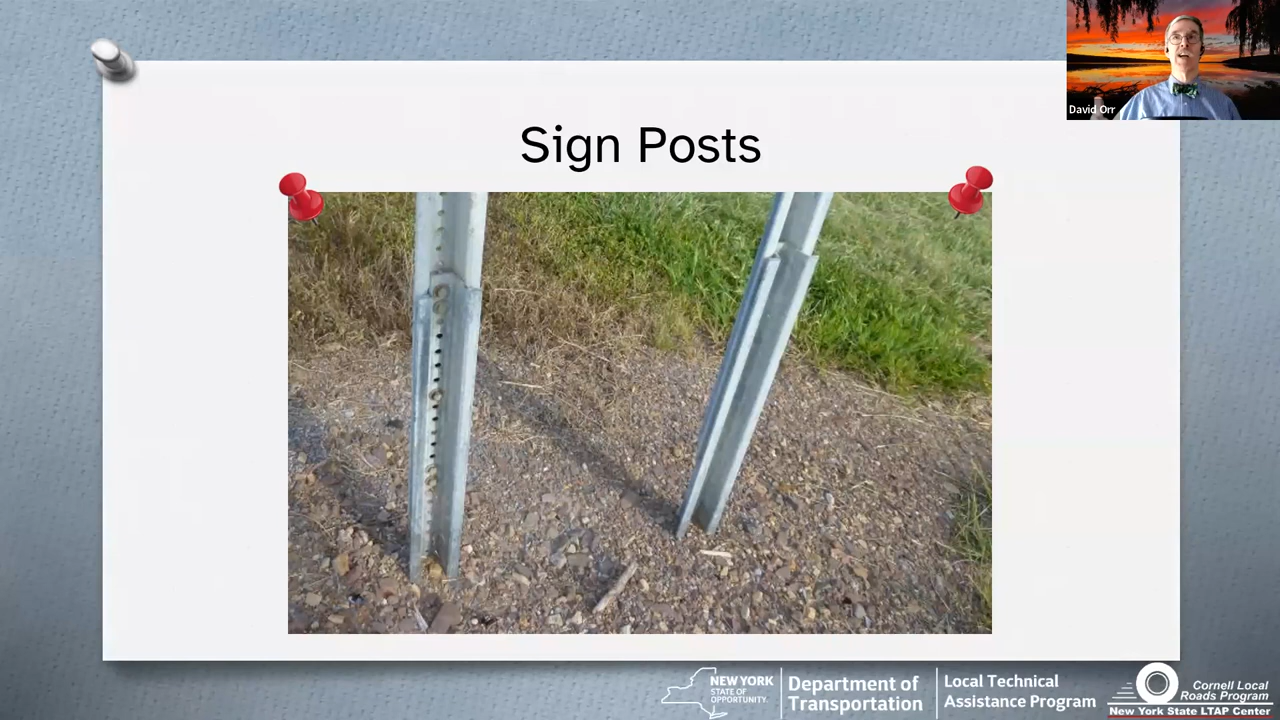 David Orr
Sign Posts
NEW YORK
STATE OF
OPPORTUNITY.
Department of
Transportation
Local Technical
Assistance Program
Cornell Local
Roads Program
New York State LTAP Center